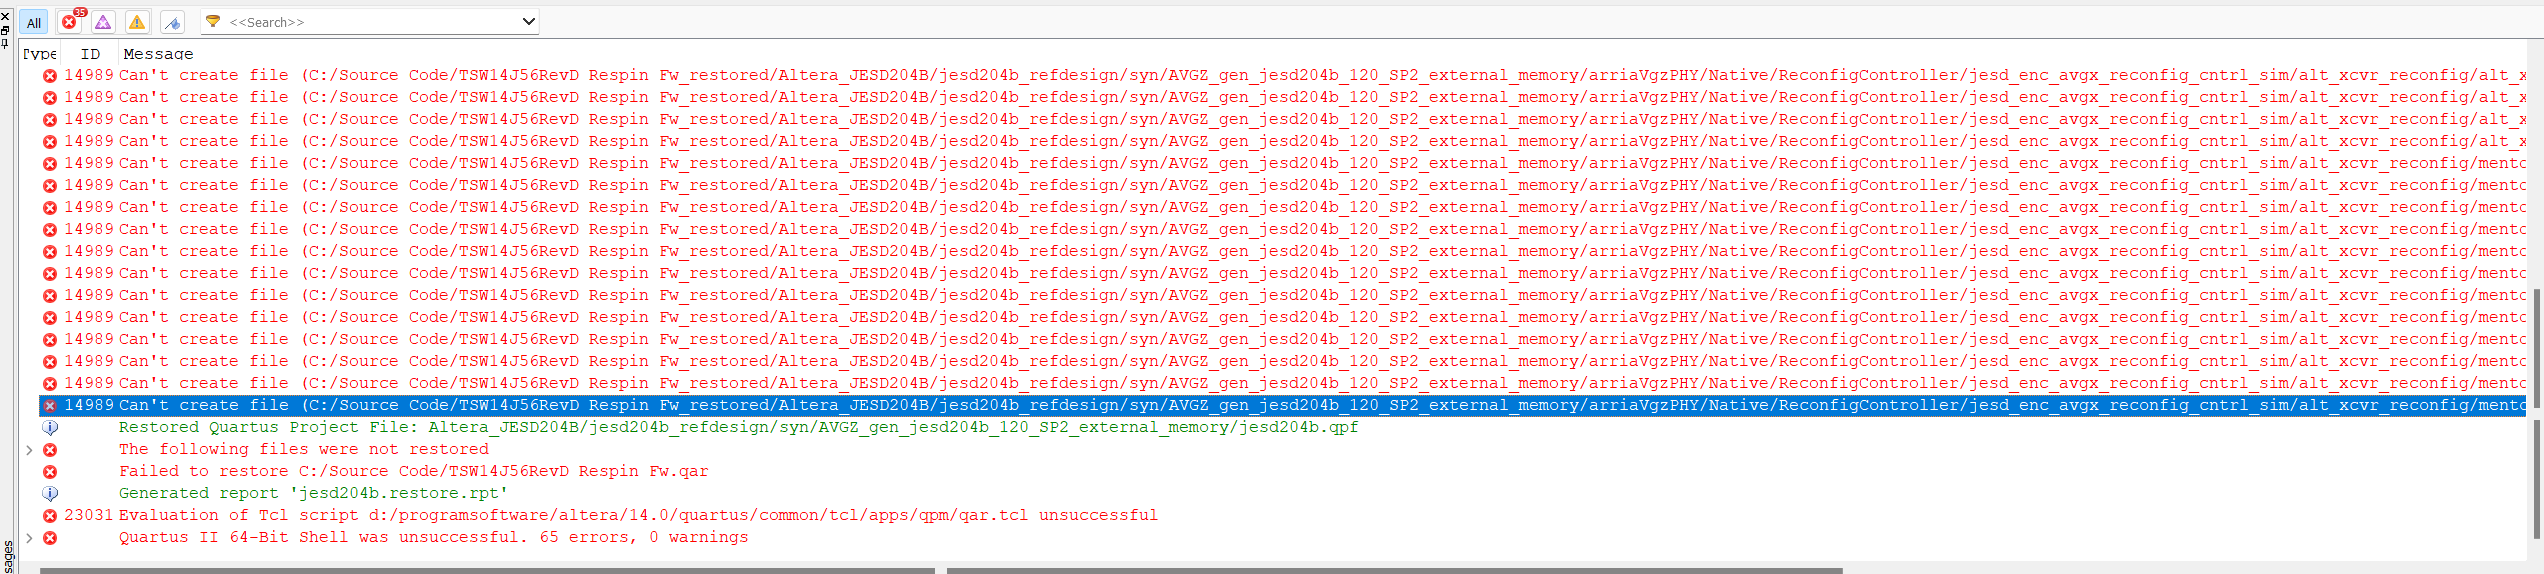 All 35 <<Search>>
Type ID Message
14989 Can't create file (C:/Source Code/TSW14J56RevD Respin Fw_restored/Altera_JESD204B/jesd204b_refdesign/syn/AVGZ_gen_jesd204b_120_SP2_external_memory/arriaVgzPHY/Native/ReconfigController/jesd_enc_avgx_reconfig_cntrl_sim/alt_xcvr_reconfig/alt_x
14989 Can't create file (C:/Source Code/TSW14J56RevD Respin Fw_restored/Altera_JESD204B/jesd204b_refdesign/syn/AVGZ_gen_jesd204b_120_SP2_external_memory/arriaVgzPHY/Native/ReconfigController/jesd_enc_avgx_reconfig_cntrl_sim/alt_xcvr_reconfig/alt_x
14989 Can't create file (C:/Source Code/TSW14J56RevD Respin Fw_restored/Altera_JESD204B/jesd204b_refdesign/syn/AVGZ_gen_jesd204b_120_SP2_external_memory/arriaVgzPHY/Native/ReconfigController/jesd_enc_avgx_reconfig_cntrl_sim/alt_xcvr_reconfig/alt_x
14989 Can't create file (C:/Source Code/TSW14J56RevD Respin Fw_restored/Altera_JESD204B/jesd204b_refdesign/syn/AVGZ_gen_jesd204b_120_SP2_external_memory/arriaVgzPHY/Native/ReconfigController/jesd_enc_avgx_reconfig_cntrl_sim/alt_xcvr_reconfig/alt_x
14989 Can't create file (C:/Source Code/TSW14J56RevD Respin Fw_restored/Altera_JESD204B/jesd204b_refdesign/syn/AVGZ_gen_jesd204b_120_SP2_external_memory/arriaVgzPHY/Native/ReconfigController/jesd_enc_avgx_reconfig_cntrl_sim/alt_xcvr_reconfig/mentc
14989 Can't create file (C:/Source Code/TSW14J56RevD Respin Fw_restored/Altera_JESD204B/jesd204b_refdesign/syn/AVGZ_gen_jesd204b_120_SP2_external_memory/arriaVgzPHY/Native/ReconfigController/jesd_enc_avgx_reconfig_cntrl_sim/alt_xcvr_reconfig/mentc
14989 Can't create file (C:/Source Code/TSW14J56RevD Respin Fw_restored/Altera_JESD204B/jesd204b_refdesign/syn/AVGZ_gen_jesd204b_120_SP2_external_memory/arriaVgzPHY/Native/ReconfigController/jesd_enc_avgx_reconfig_cntrl_sim/alt_xcvr_reconfig/mentc
14989 Can't create file (C:/Source Code/TSW14J56RevD Respin Fw_restored/Altera_JESD204B/jesd204b_refdesign/syn/AVGZ_gen_jesd204b_120_SP2_external_memory/arriaVgzPHY/Native/ReconfigController/jesd_enc_avgx_reconfig_cntrl_sim/alt_xcvr_reconfig/mentc
14989 Can't create file (C:/Source Code/TSW14J56RevD Respin Fw_restored/Altera_JESD204B/jesd204b_refdesign/syn/AVGZ_gen_jesd204b_120_SP2_external_memory/arriaVgzPHY/Native/ReconfigController/jesd_enc_avgx_reconfig_cntrl_sim/alt_xcvr_reconfig/mentc
14989 Can't create file (C:/Source Code/TSW14J56RevD Respin Fw_restored/Altera_JESD204B/jesd204b_refdesign/syn/AVGZ_gen_jesd204b_120_SP2_external_memory/arriaVgzPHY/Native/ReconfigController/jesd_enc_avgx_reconfig_cntrl_sim/alt_xcvr_reconfig/mentc
14989 Can't create file (C:/Source Code/TSW14J56RevD Respin Fw_restored/Altera_JESD204B/jesd204b_refdesign/syn/AVGZ_gen_jesd204b_120_SP2_external_memory/arriaVgzPHY/Native/ReconfigController/jesd_enc_avgx_reconfig_cntrl_sim/alt_xcvr_reconfig/mentc
14989 Can't create file (C:/Source Code/TSW14J56RevD Respin Fw_restored/Altera_JESD204B/jesd204b_refdesign/syn/AVGZ_gen_jesd204b_120_SP2_external_memory/arriaVgzPHY/Native/ReconfigController/jesd_enc_avgx_reconfig_cntrl_sim/alt_xcvr_reconfig/mentc
14989 Can't create file (C:/Source Code/TSW14J56RevD Respin Fw_restored/Altera_JESD204B/jesd204b_refdesign/syn/AVGZ_gen_jesd204b_120_SP2_external_memory/arriaVgzPHY/Native/ReconfigController/jesd_enc_avgx_reconfig_cntrl_sim/alt_xcvr_reconfig/mentc
14989 Can't create file (C:/Source Code/TSW14J56RevD Respin Fw_restored/Altera_JESD204B/jesd204b_refdesign/syn/AVGZ_gen_jesd204b_120_SP2_external_memory/arriaVgzPHY/Native/ReconfigController/jesd_enc_avgx_reconfig_cntrl_sim/alt_xcvr_reconfig/mentc
14989 Can't create file (C:/Source Code/TSW14J56RevD Respin Fw_restored/Altera_JESD204B/jesd204b_refdesign/syn/AVGZ_gen_jesd204b_120_SP2_external_memory/arriaVgzPHY/Native/ReconfigController/jesd_enc_avgx_reconfig_cntrl_sim/alt_xcvr_reconfig/mentc
14989 Can't create file (C:/Source Code/TSW14J56RevD Respin Fw_restored/Altera_JESD204B/jesd204b_refdesign/syn/AVGZ_gen_jesd204b_120_SP2_external_memory/arriaVgzPHY/Native/ReconfigController/jesd_enc_avgx_reconfig_cntrl_sim/alt_xcvr_reconfig/mentc
Restored Quartus Project File: Altera_JESD204B/jesd204b_refdesign/syn/AVGZ_gen_jesd204b_120_SP2_external_memory/jesd204b.qpf
The following files were not restored
Failed to restore C:/Source Code/TSW14J56RevD Respin Fw.qar
Generated report 'jesd204b.restore.rpt'
23031 Evaluation of Tcl script d:/programsoftware/altera/14.0/quartus/common/tcl/apps/qpm/qar.tcl unsuccessful
Quartus II 64-Bit Shell was unsuccessful. 65 errors, 0 warnings
sages